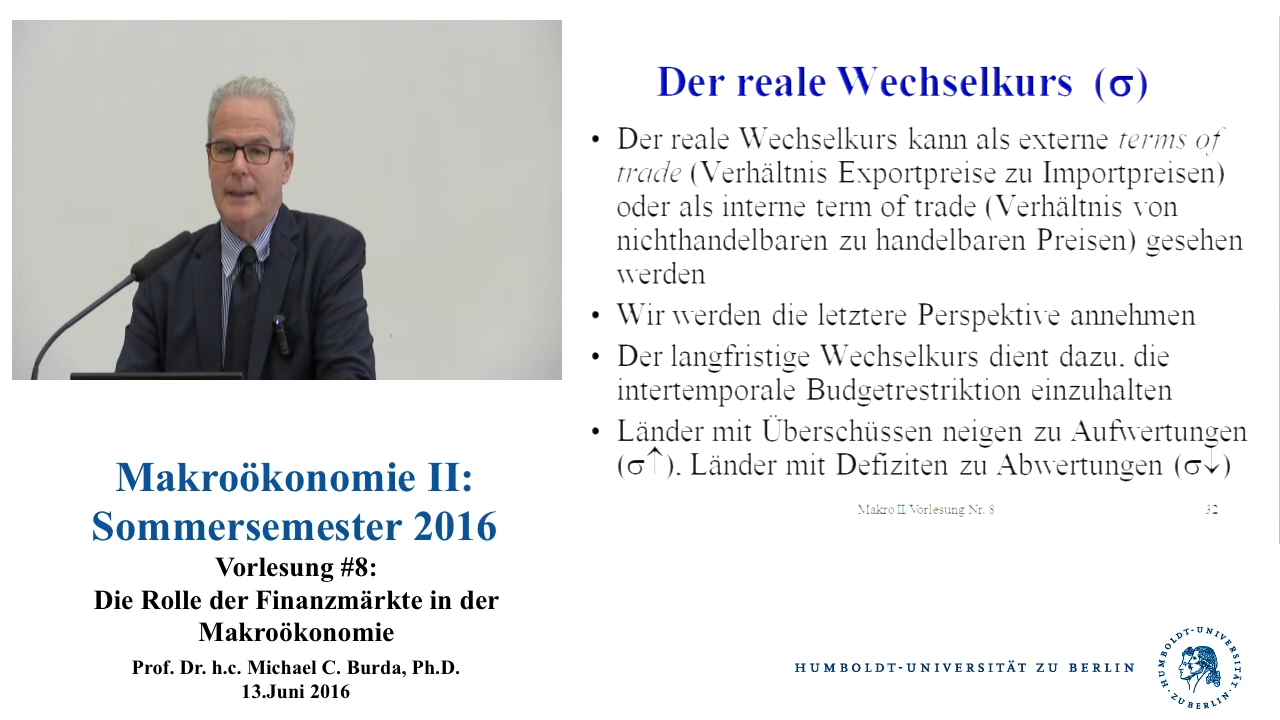 Der reale Wechselkurs (σ)
• Der reale Wechselkurs kann als externe terms of
trade (Verhältnis Exportpreise zu Importpreisen)
oder als interne term of trade (Verhältnis von
nichthandelbaren zu handelbaren Preisen) gesehen
werden
• Wir werden die letztere Perspektive annehmen
• Der langfristige Wechselkurs dient dazu, die
intertemporale Budgetrestriktion einzuhalten
• Länder mit Überschüssen neigen zu Aufwertungen
(σ↑), Länder mit Defiziten zu Abwertungen (σ↓)
Makro II/Vorlesung Nr. 8
32
Makroökonomie II:
Sommersemester 2016
Vorlesung #8:
Die Rolle der Finanzmärkte in der
Makroökonomie
Prof. Dr. h.c. Michael C. Burda, Ph.D.
13.Juni 2016
HUMBOLDT-UNIVERSITÄT ZU BERLIN
HUMBOLDT-UNIVERSITÄT
ZU BERLIN